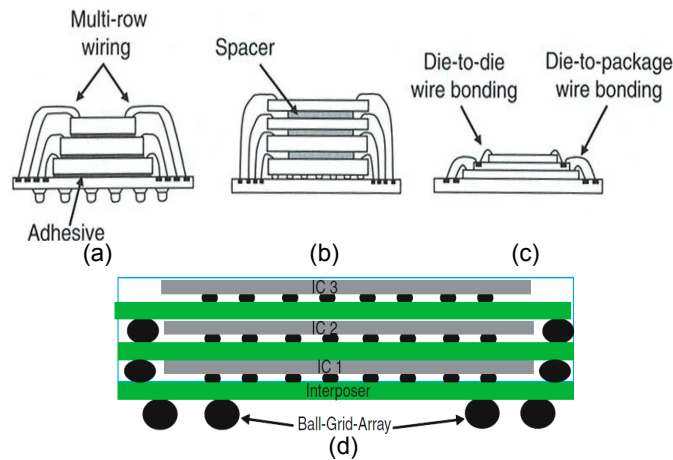 Multi-row
wiring
Spacer
Die-to-die
wire bonding
Die-to-package
wire bonding
Adhesive
(a)
(b)
(c)
IC 3
IC 2
IC 1
Interposer
Ball-Grid-Array
(d)